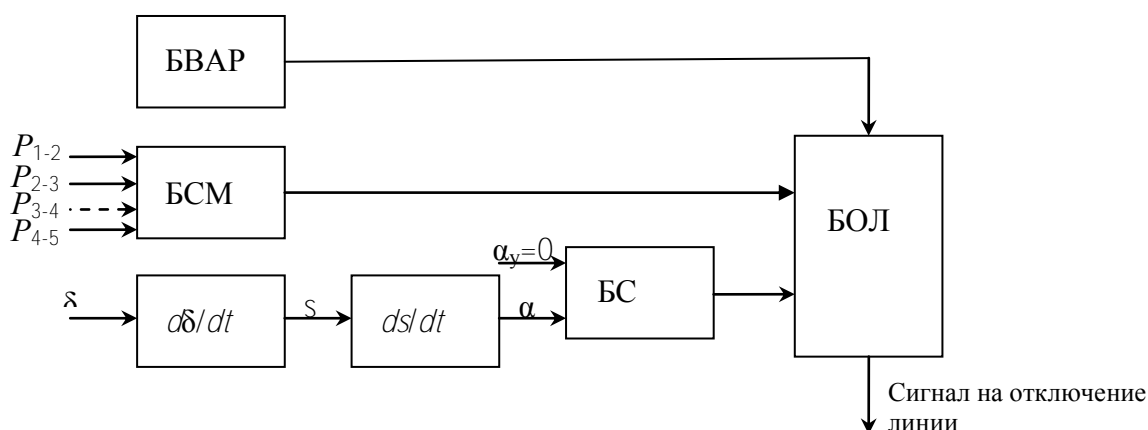 БВАР
P1-2
P2-3
P3-4
P4-5
БСМ
БОЛ
αy=0
БС
δ
dδ/dt
s
ds/dt
α
Сигнал на отключение
линии